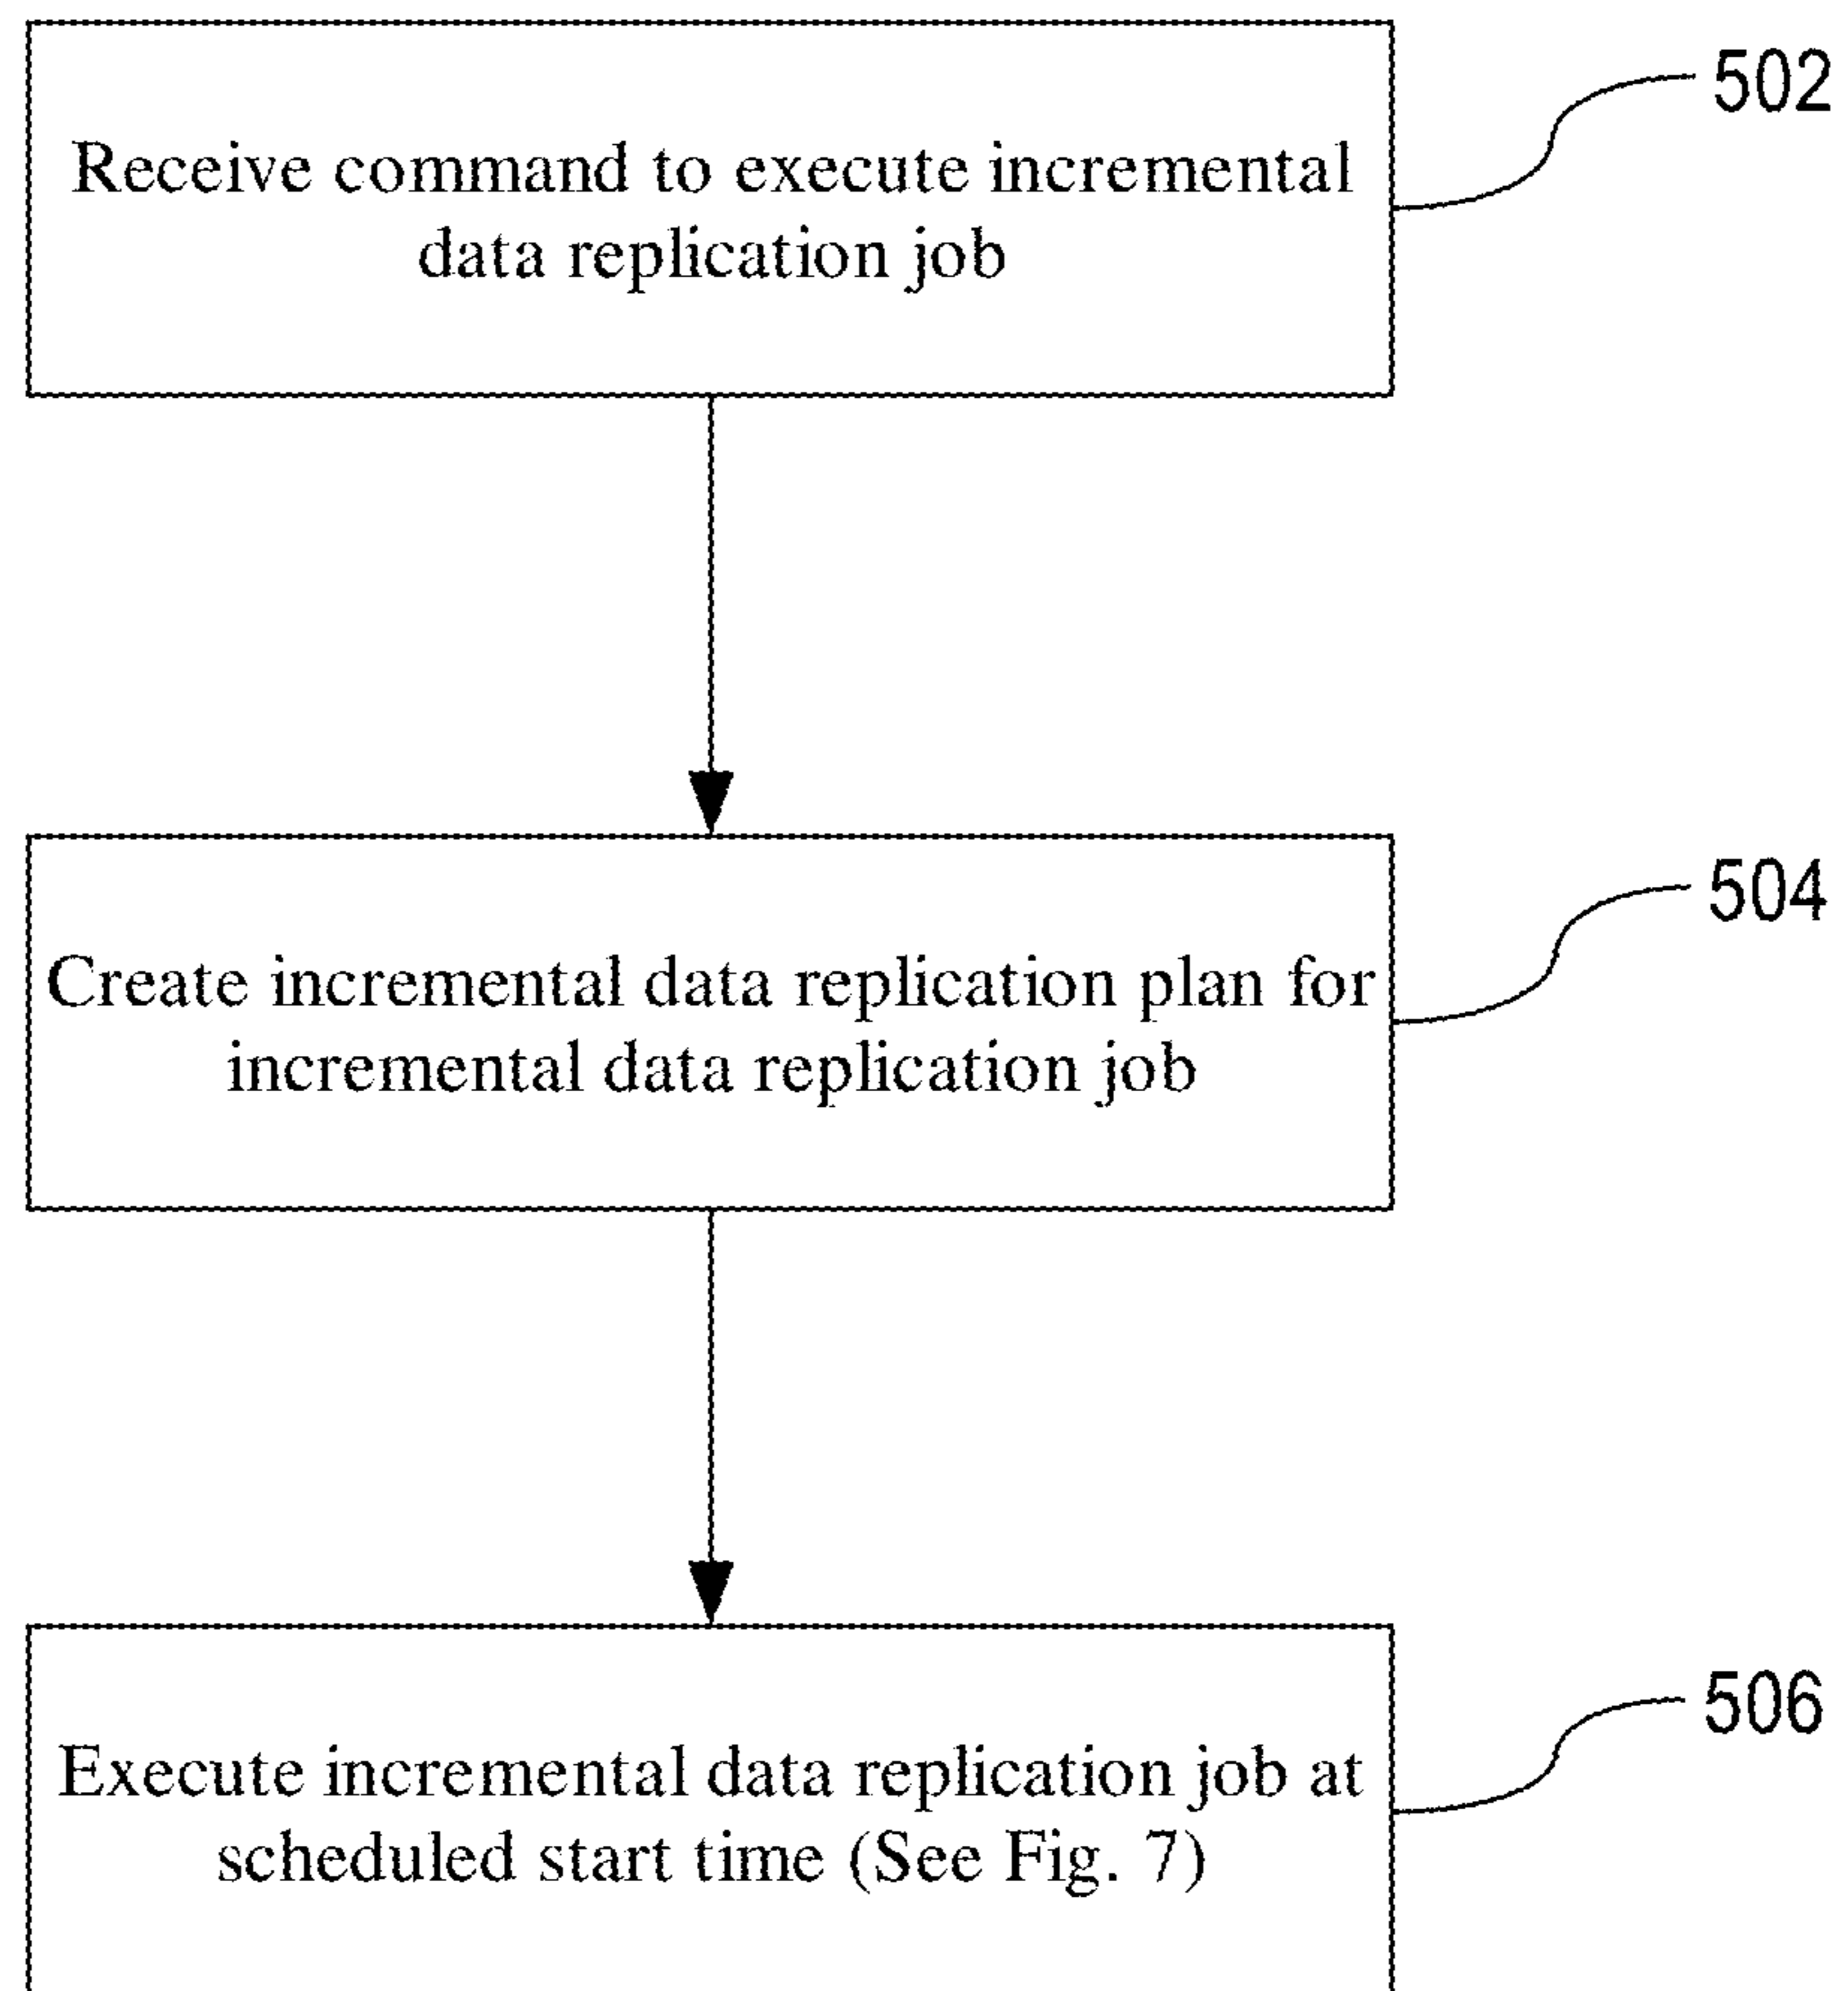 502
Receive command to execute incremental
data replication job
504
Create incremental data replication plan for
incremental data replication job
506
Execute incremental data replication job at
scheduled start time (See Fig. 7)